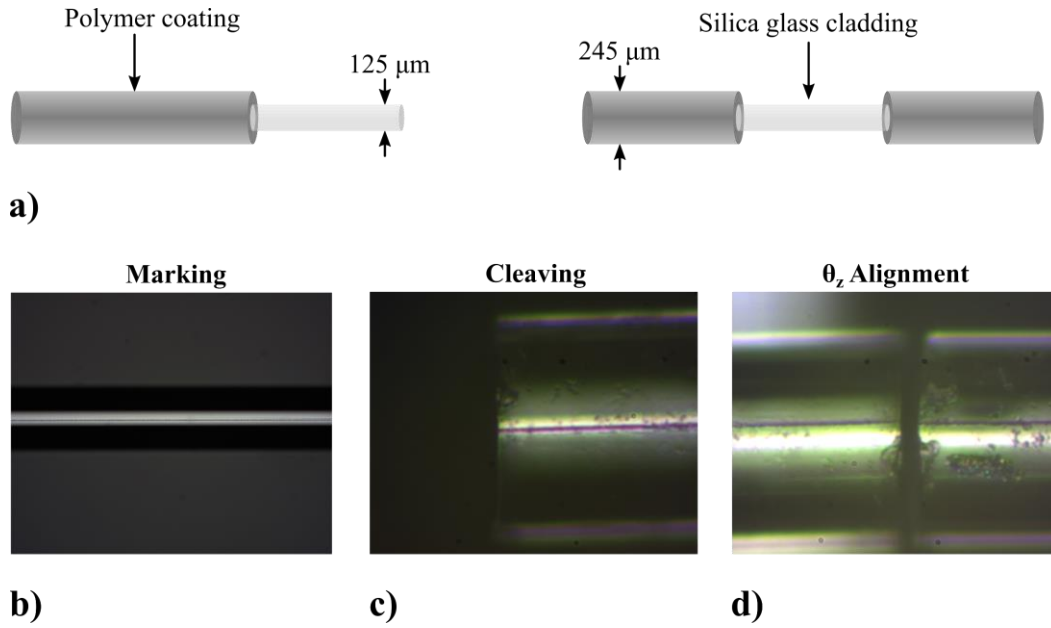 Polymer coating
Silica glass cladding
125 μm
245 μm
a)
Marking
Cleaving
θz Alignment
b)
c)
d)